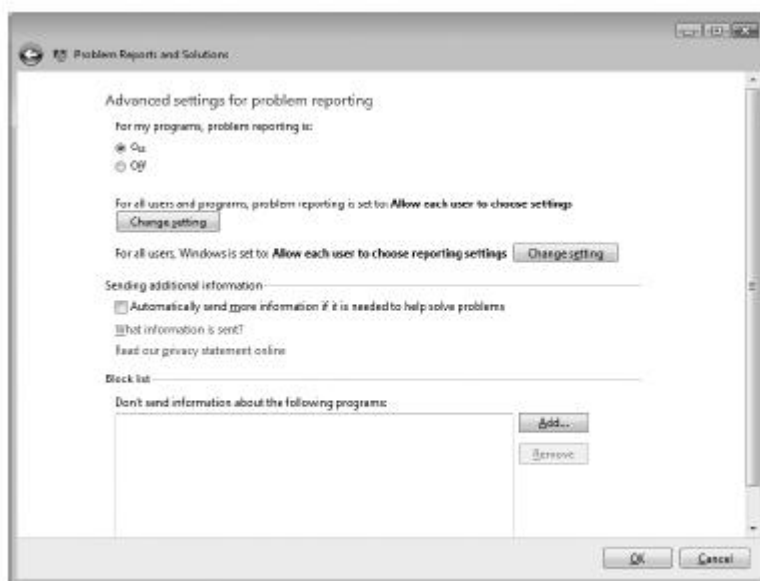 Problem Reports and Solutions
Advanced settings for problem reporting
For my programs, problem reporting is:
On
Off
For all users and programs, problem reporting is set to: Allow each user to choose settings
Change setting
For all users, Windows is set to: Allow each user to choose reporting settings Change setting
Sending additional information
Automatically send more information if it is needed to help solve problems
What information is sent?
Read our privacy statement online
Block list
Don't send information about the following programs:
Add...
Remove
OK Cancel